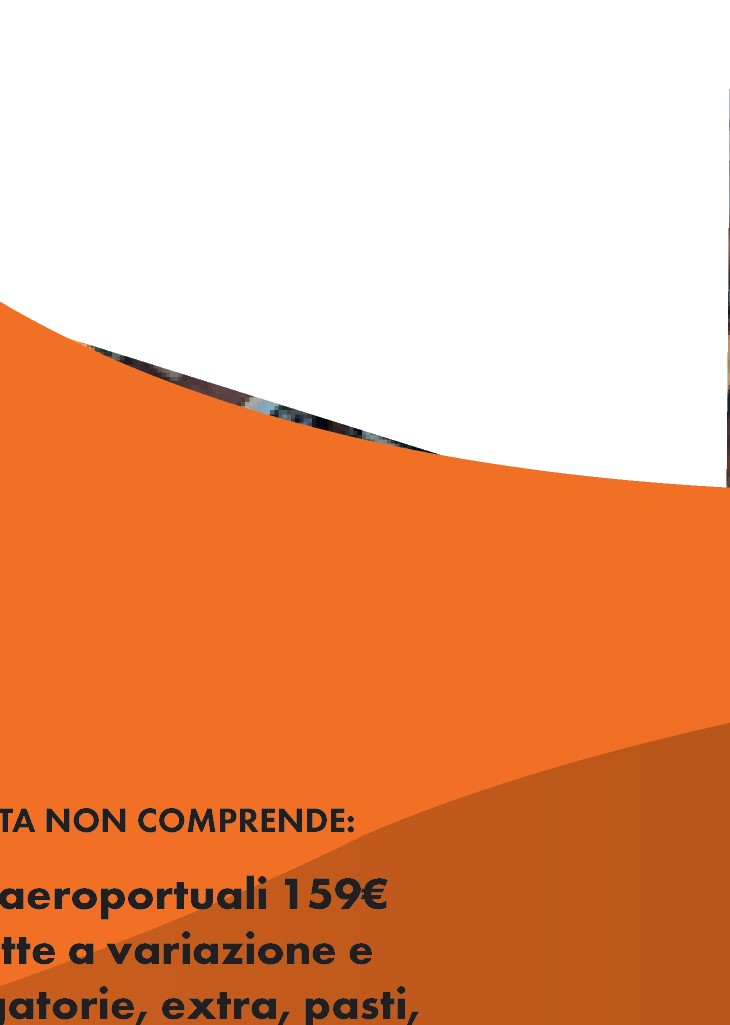 TA NON COMPRENDE:
aeroportuali 159€
tte a variazione e
gatorie, extra, pasti,